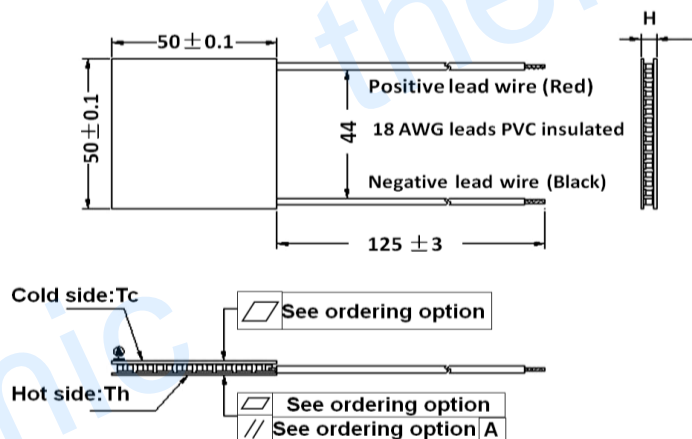 H
50±0.1
Positive lead wire (Red)
50±0.1
44
18 AWG leads PVC insulated
Negative lead wire (Black)
125 ±3
Cold side:Tc
See ordering option
Hot side:Th
See ordering option
// See ordering option A